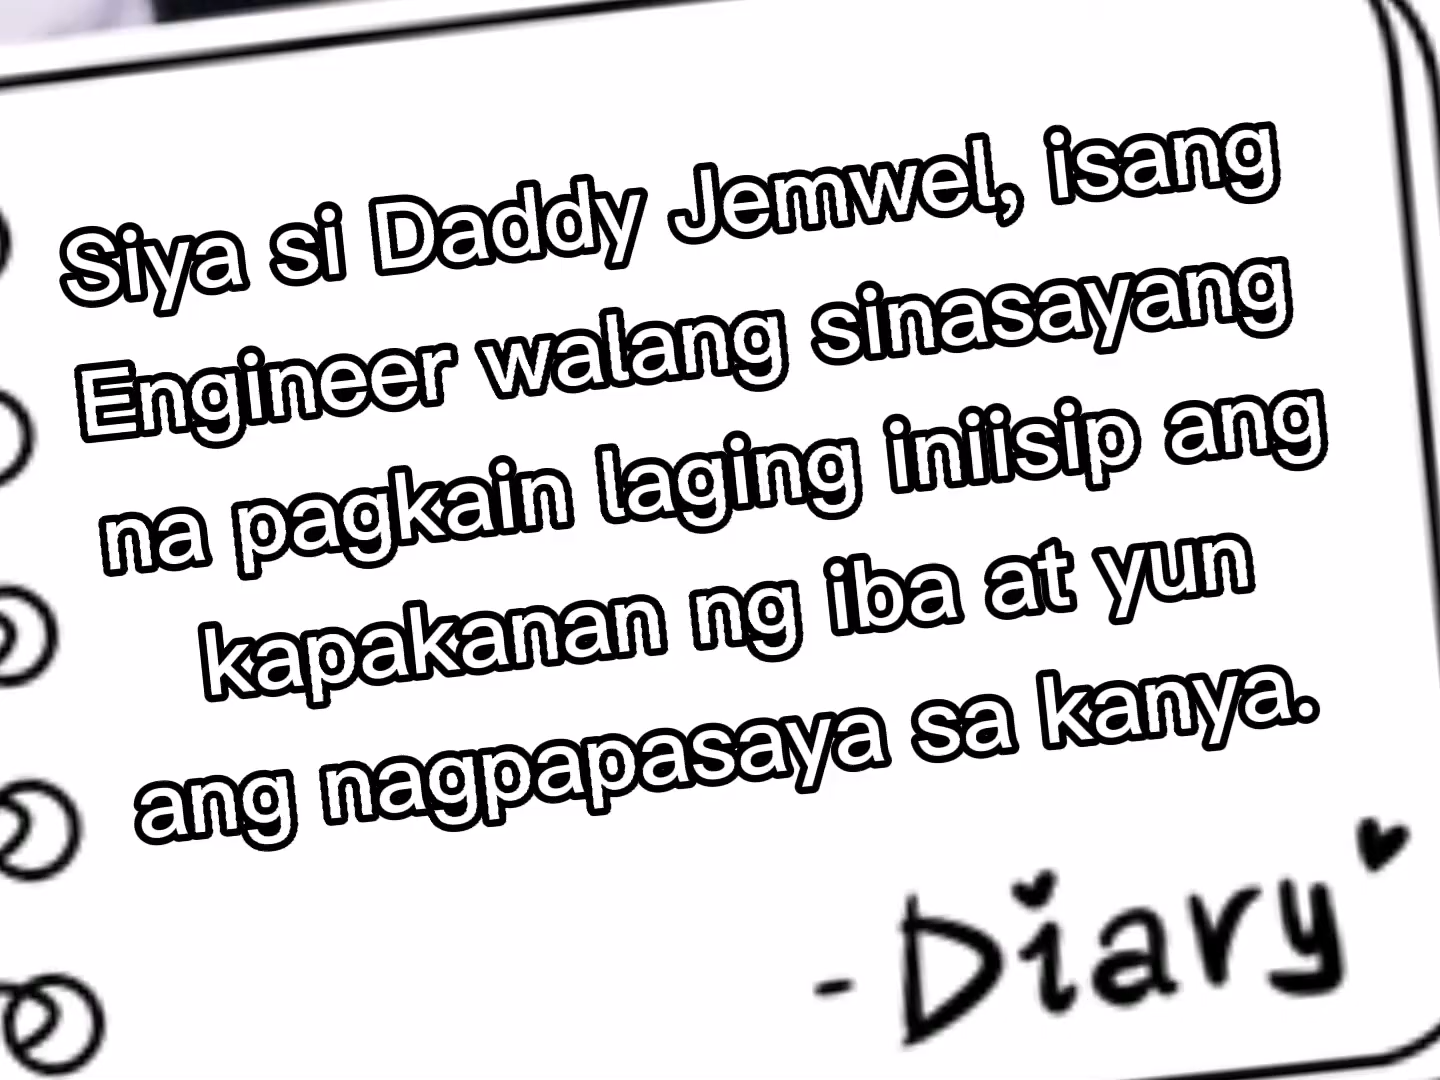 Siya si Daddy Jemwel, isang
Engineer walang sinasayang
na pagkain laging iniisip ang
kapakanan ng iba at yun
ang nagpapasaya sa kanya.
- Diary